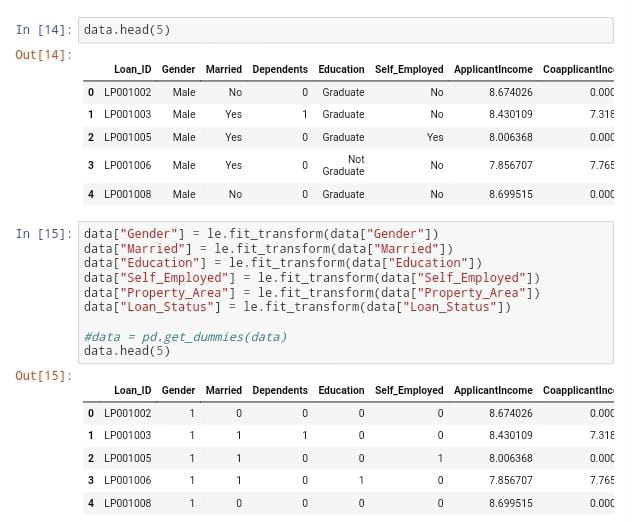 In [14]: data.head(5)
Out[14]:
Loan_ID Gender Married Dependents Education Self_Employed ApplicantIncome CoapplicantInc
0 LP001002 Male No 0 Graduate No 8.674026 0.000
1 LP001003 Male Yes 1 Graduate No 8.430109 7.318
2 LP001005 Male Yes 0 Graduate Yes 8.006368 0.000
3 LP001006 Male Yes 0 Not Graduate No 7.856707 7.765
4 LP001008 Male No 0 Graduate No 8.699515 0.000
In [15]: data["Gender"] = le.fit_transform(data["Gender"])
data["Married"] = le.fit_transform(data["Married"])
data["Education"] = le.fit_transform(data["Education"])
data["Self_Employed"] = le.fit_transform(data["Self_Employed"])
data["Property_Area"] = le.fit_transform(data["Property_Area"])
data["Loan_Status"] = le.fit_transform(data["Loan_Status"])
#data = pd.get_dummies(data)
data.head(5)
Out[15]:
Loan_ID Gender Married Dependents Education Self_Employed ApplicantIncome CoapplicantInc
0 LP001002 1 0 0 0 0 8.674026 0.000
1 LP001003 1 1 1 0 0 8.430109 7.318
2 LP001005 1 1 0 0 1 8.006368 0.000
3 LP001006 1 1 0 1 0 7.856707 7.765
4 LP001008 1 0 0 0 0 8.699515 0.000